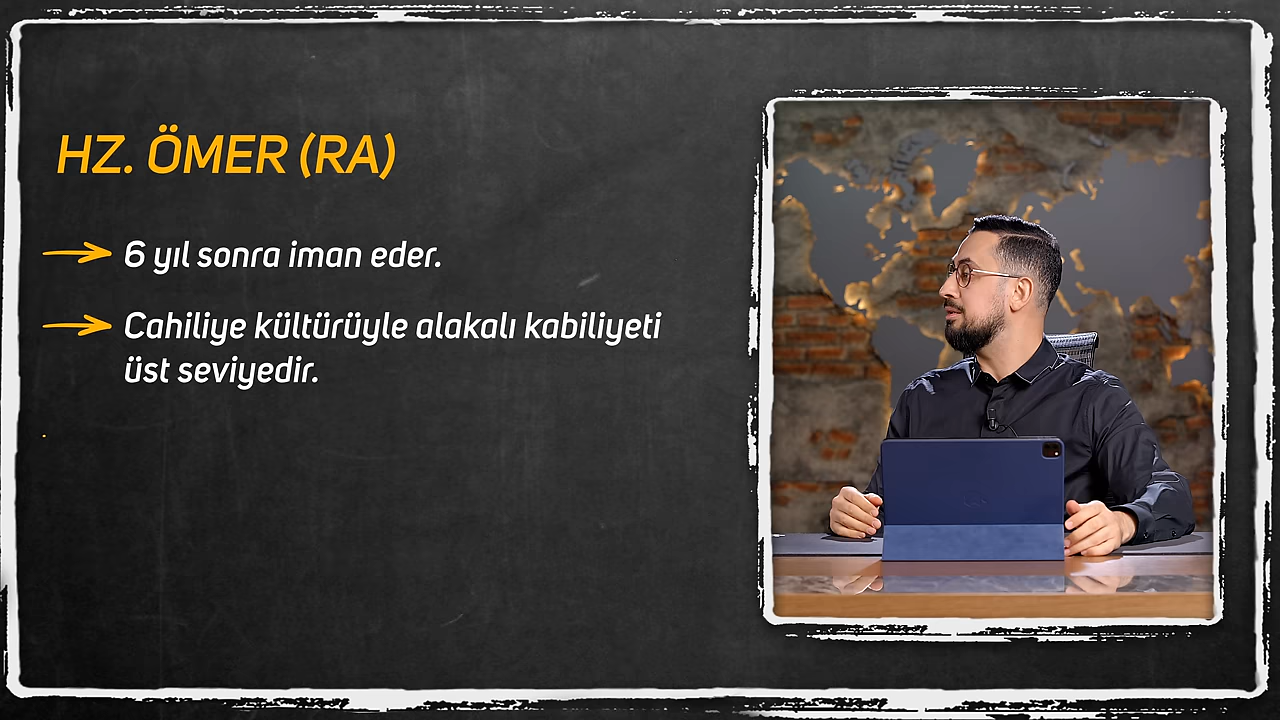 HZ. ÖMER (RA)
6 yıl sonra iman eder.
Cahiliye kültürüyle alakalı kabiliyeti
üst seviyedir.